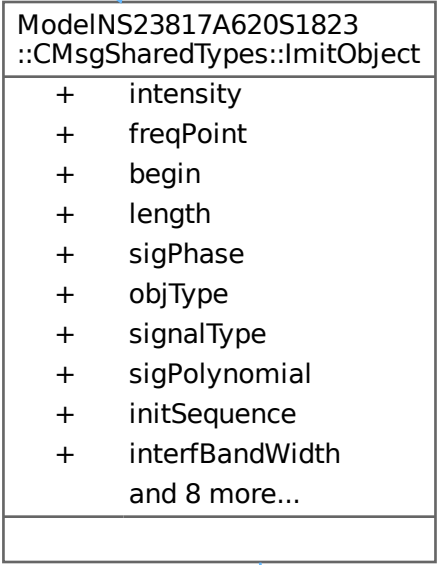 ModelNS23817A620S1823
::CMsgSharedTypes::ImitObject
+ intensity
+ freqPoint
+ begin
+ length
+ sigPhase
+ objType
+ signalType
+ sigPolynomial
+ initSequence
+ interfBandWidth
and 8 more...